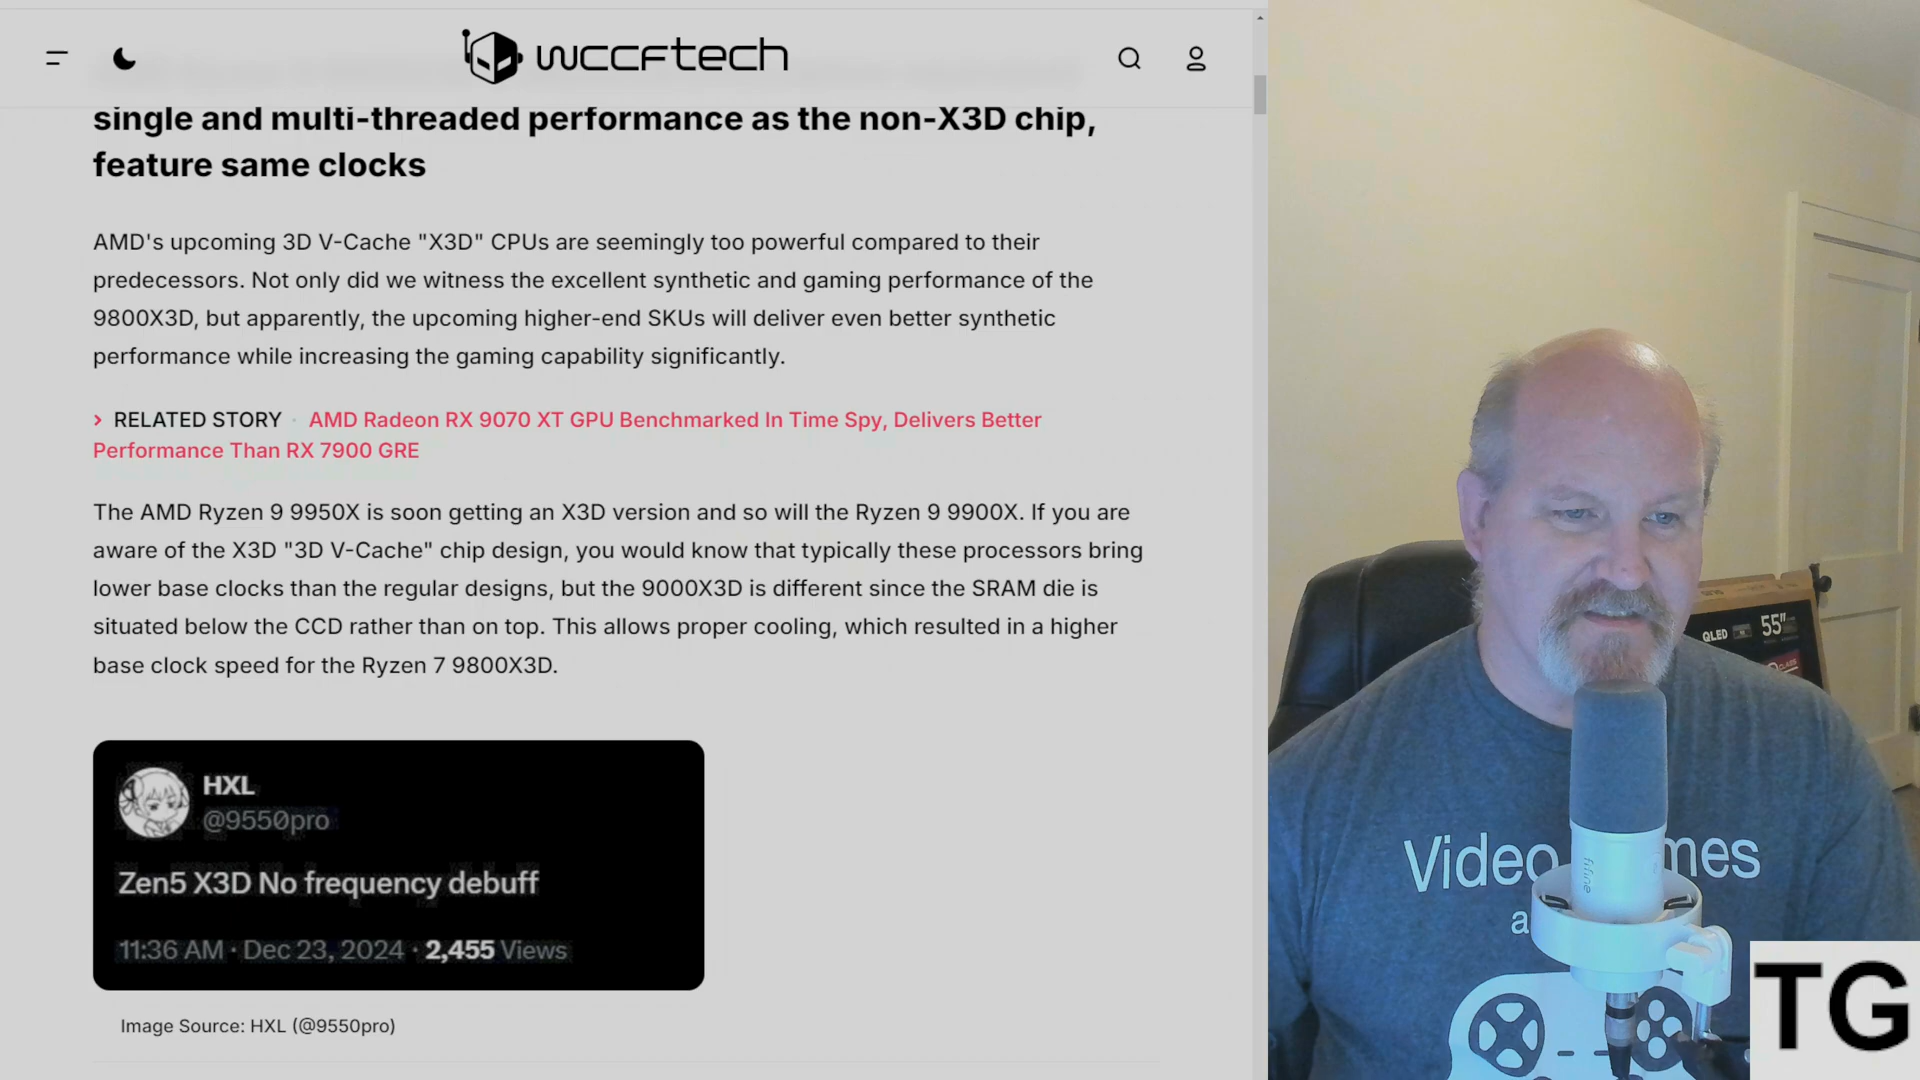 wccftech
single and multi-threaded performance as the non-X3D chip,
feature same clocks
AMD's upcoming 3D V-Cache "X3D" CPUs are seemingly too powerful compared to their
predecessors. Not only did we witness the excellent synthetic and gaming performance of the
9800X3D, but apparently, the upcoming higher-end SKUs will deliver even better synthetic
performance while increasing the gaming capability significantly.
› RELATED STORY · AMD Radeon RX 9070 XT GPU Benchmarked In Time Spy, Delivers Better
Performance Than RX 7900 GRE
The AMD Ryzen 9 9950X is soon getting an X3D version and so will the Ryzen 9 9900X. If you are
aware of the X3D "3D V-Cache" chip design, you would know that typically these processors bring
lower base clocks than the regular designs, but the 9000X3D is different since the SRAM die is
situated below the CCD rather than on top. This allows proper cooling, which resulted in a higher
base clock speed for the Ryzen 7 9800X3D.
HXL
@9550pro
Zen5 X3D No frequency debuff
11:36 AM · Dec 23, 2024 · 2,455 Views
Image Source: HXL (@9550pro)
QLED 55"
Video mes
a
fifine
TG